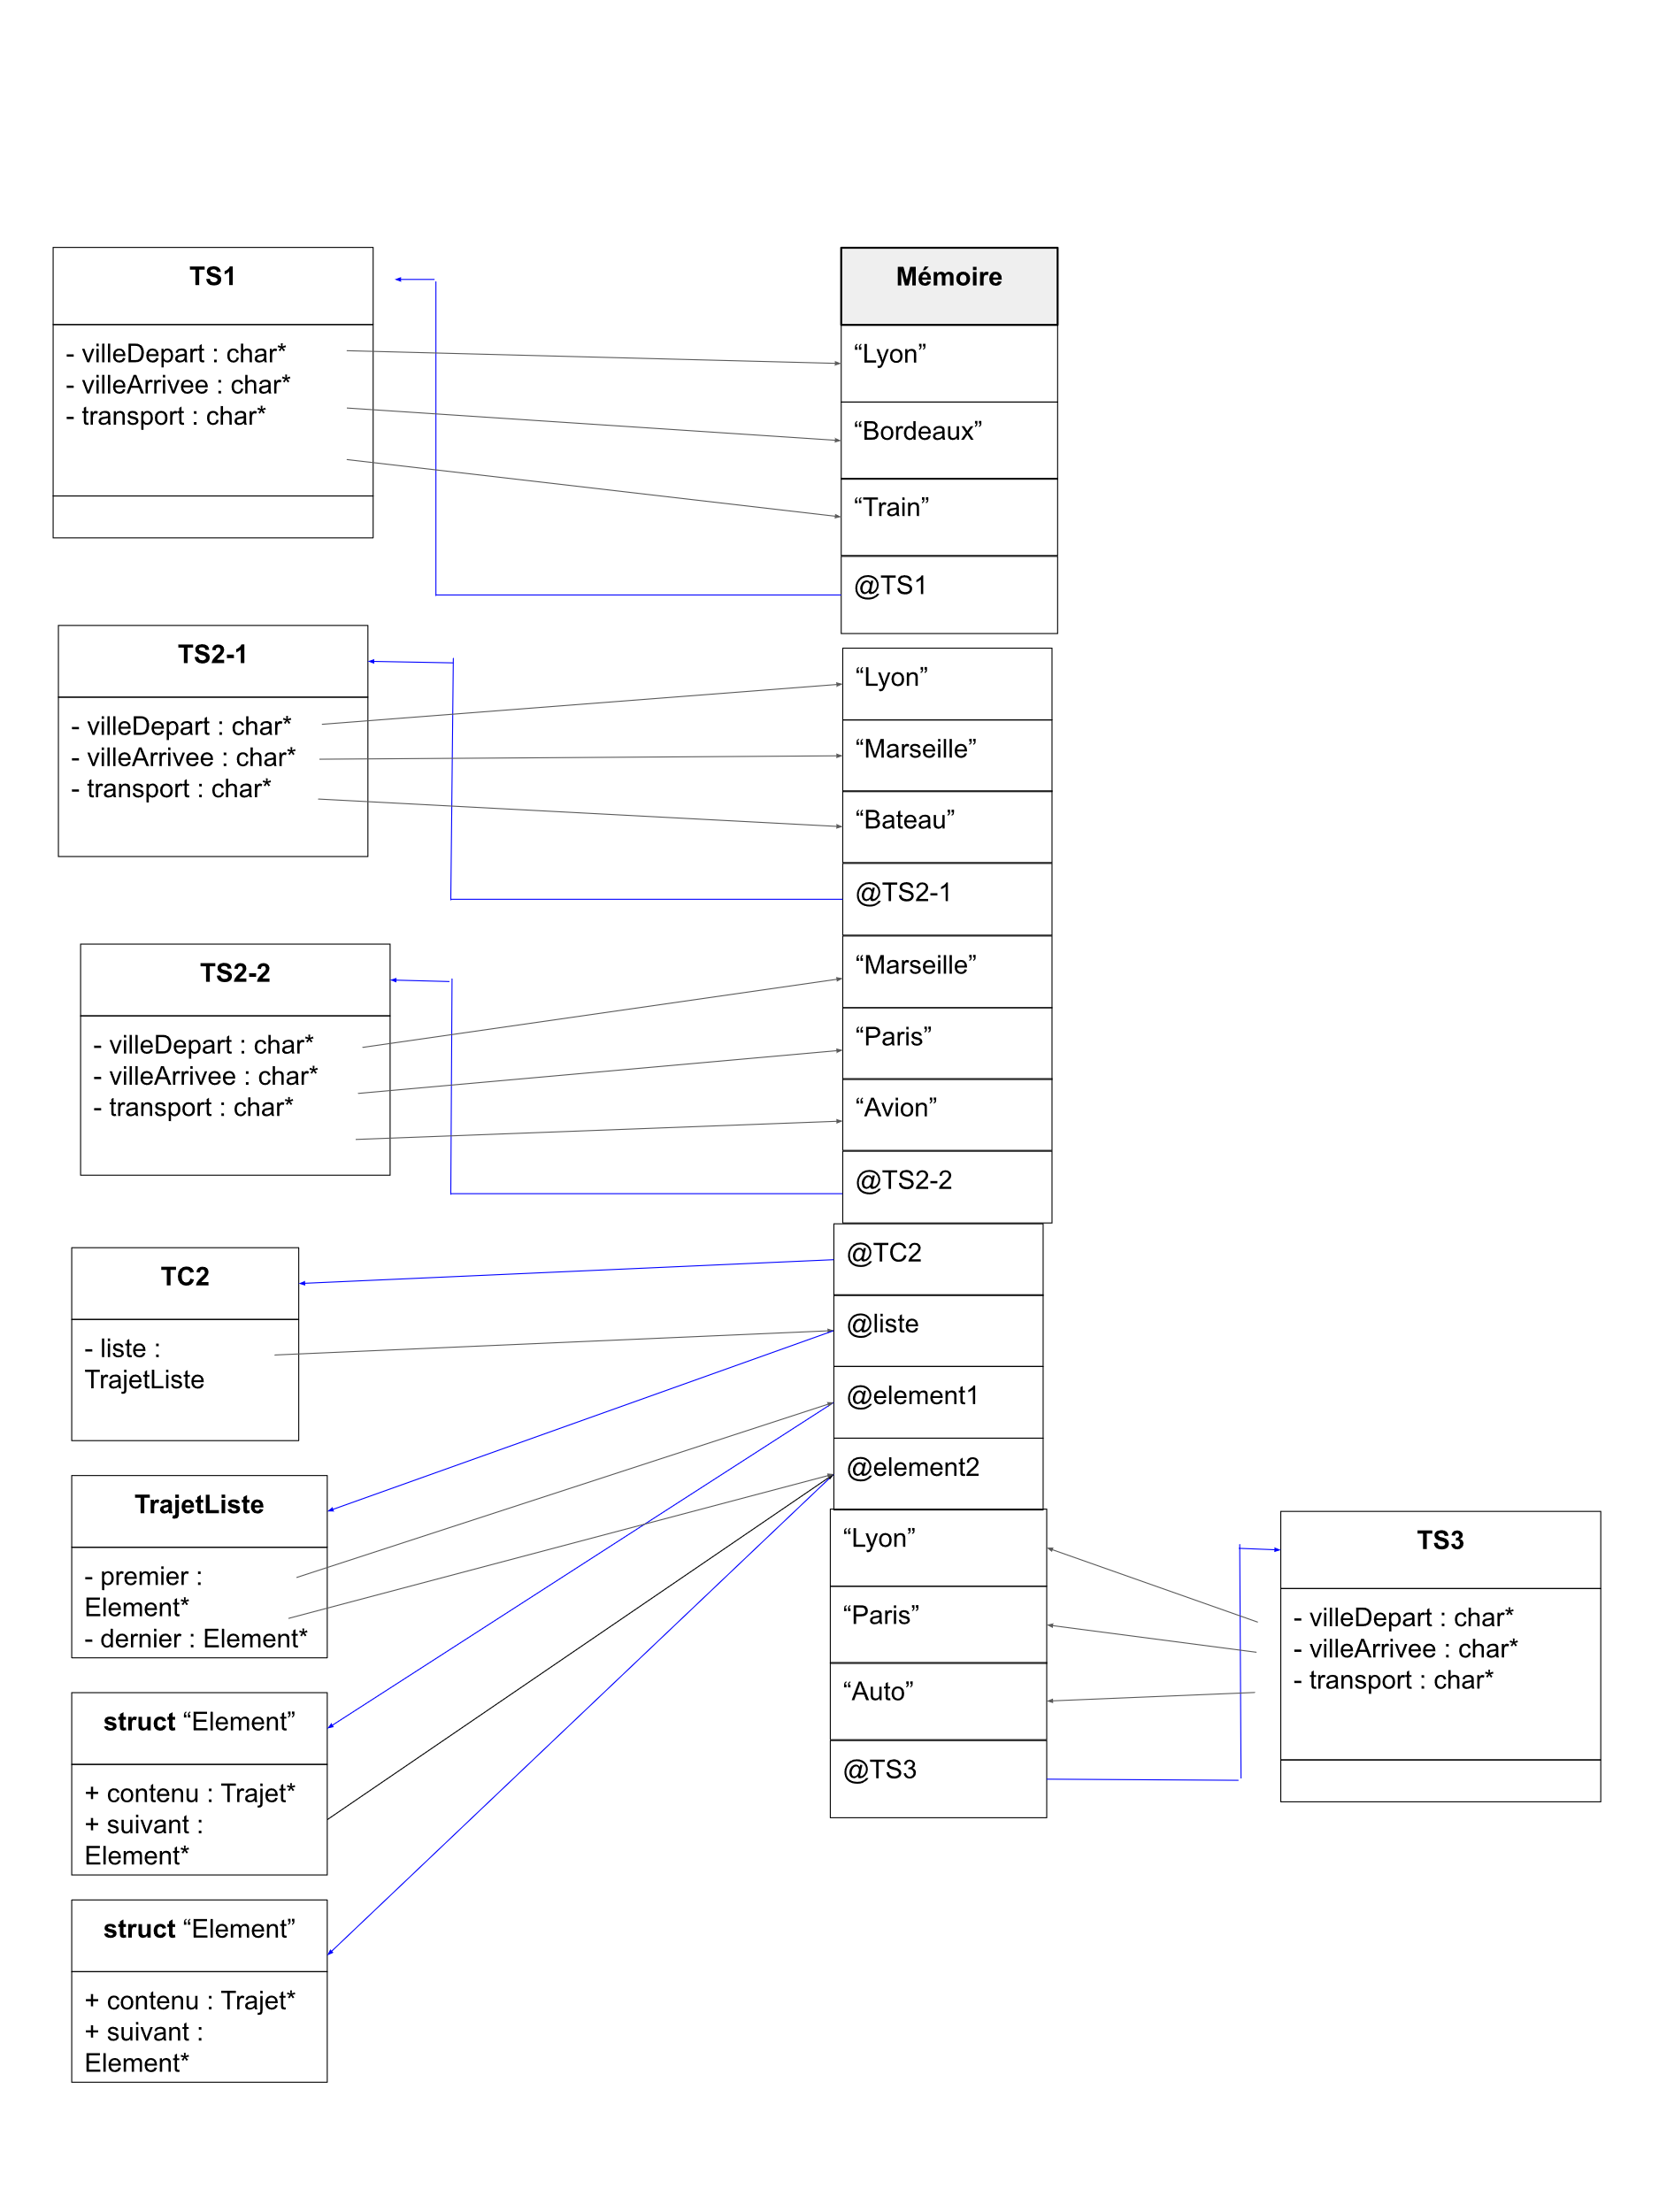 TS1
- villeDepart : char*
- villeArrivee : char*
- transport : char*
TS2-1
- villeDepart : char*
- villeArrivee : char*
- transport : char*
TS2-2
- villeDepart : char*
- villeArrivee : char*
- transport : char*
TC2
- liste :
TrajetListe
TrajetListe
- premier :
Element*
- dernier : Element*
struct “Element”
+ contenu : Trajet*
+ suivant :
Element*
struct “Element”
+ contenu : Trajet*
+ suivant :
Element*
Mémoire
“Lyon”
“Bordeaux”
“Train”
@TS1
“Lyon”
“Marseille”
“Bateau”
@TS2-1
“Marseille”
“Paris”
“Avion”
@TS2-2
@TC2
@liste
@element1
@element2
“Lyon”
“Paris”
“Auto”
@TS3
TS3
- villeDepart : char*
- villeArrivee : char*
- transport : char*